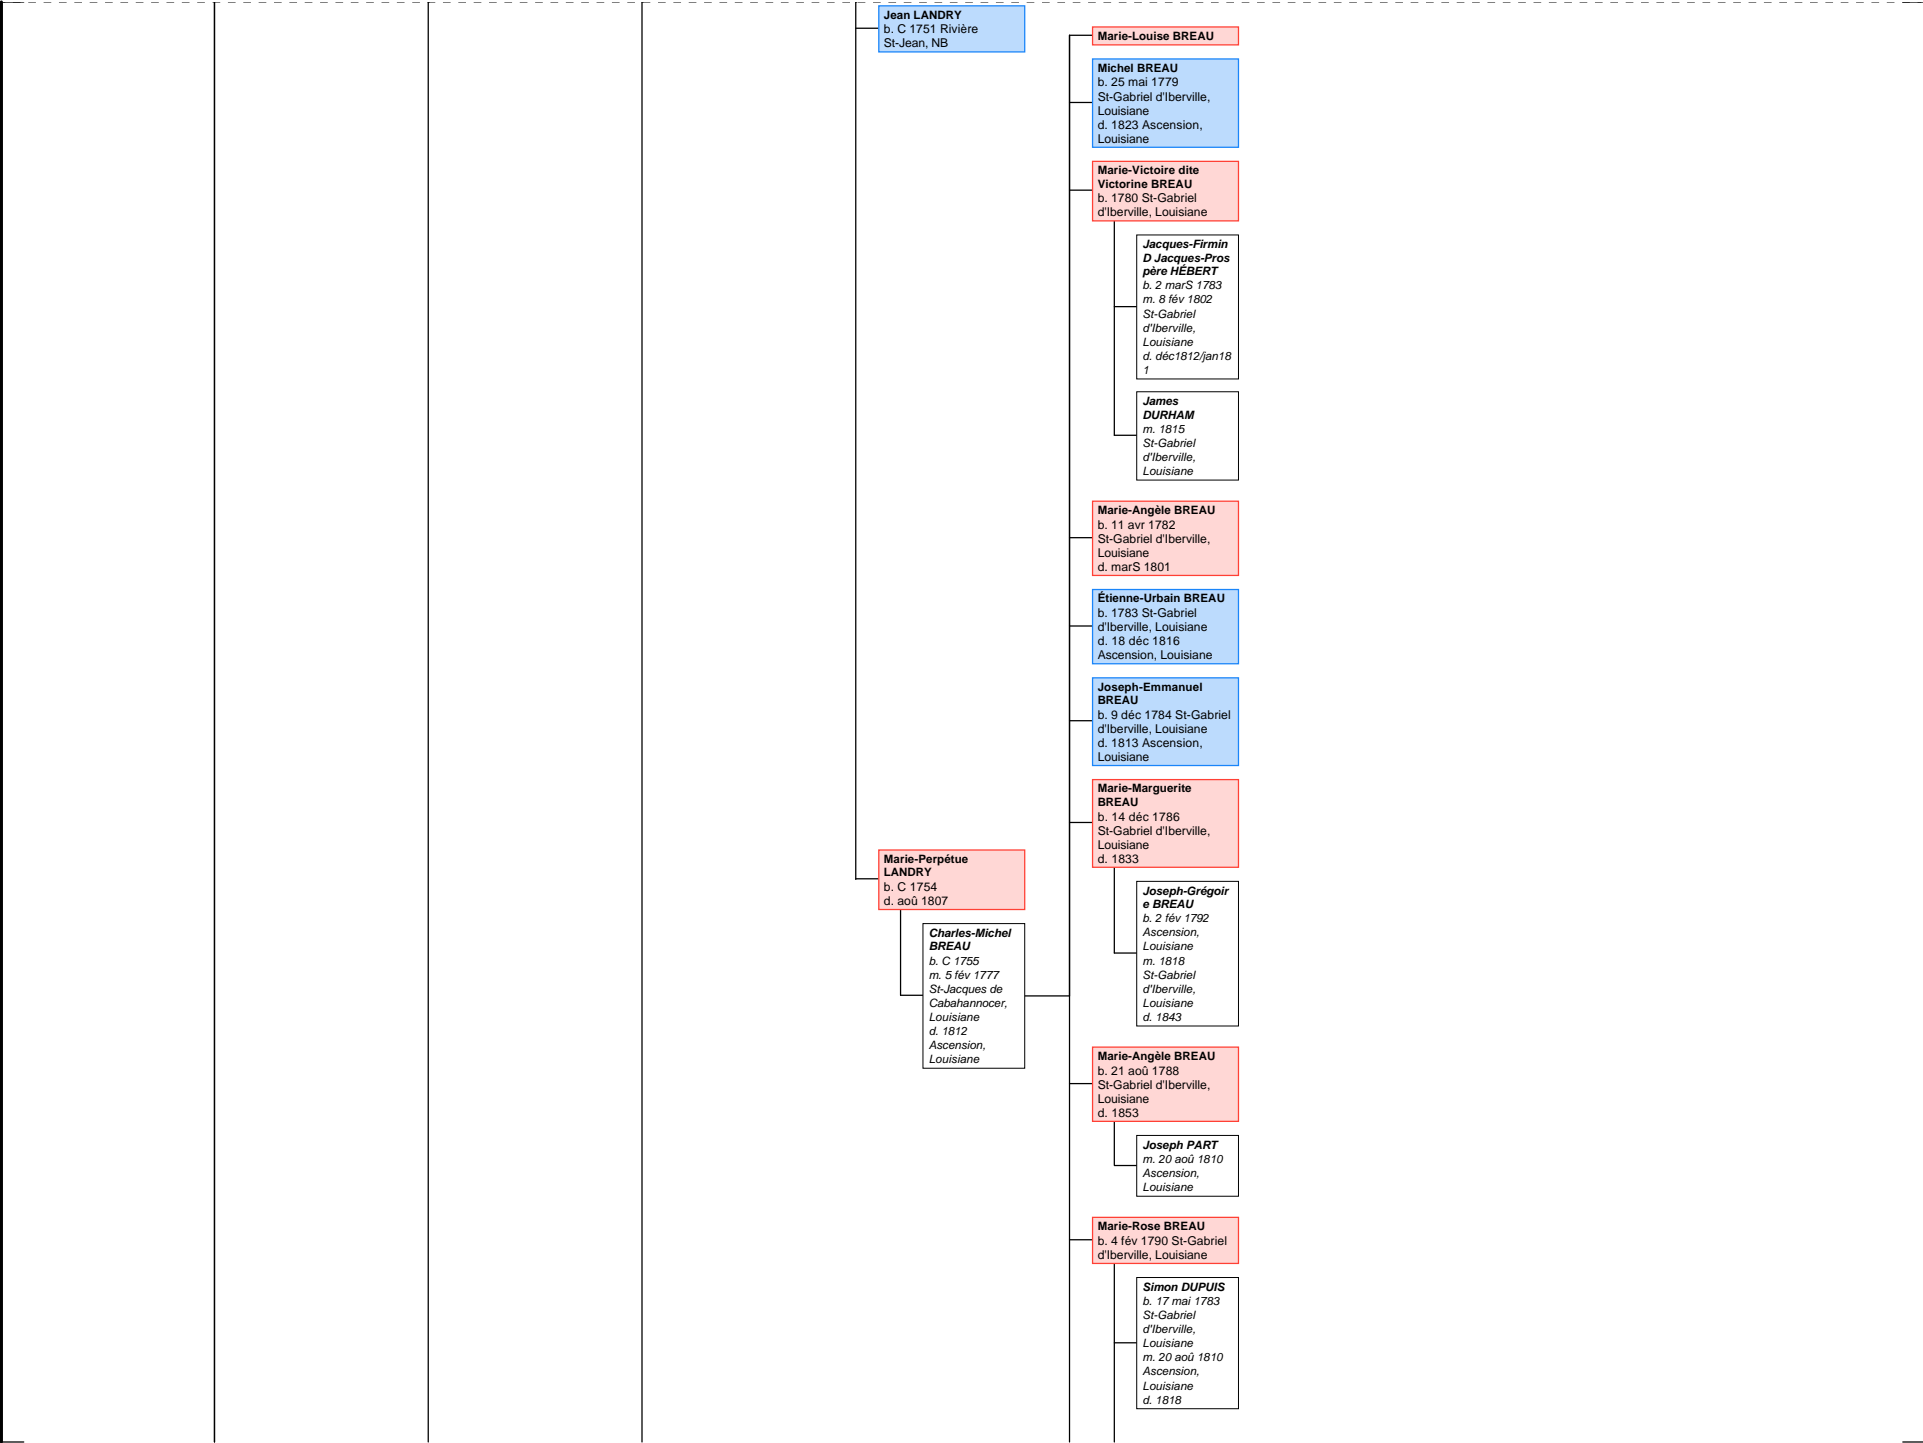 Jean LANDRY
b. C 1751 Rivière
St-Jean, NB
Marie-Perpétue
LANDRY
b. C 1754
d. aoû 1807
Charles-Michel
BREAU
b. C 1755
m. 5 fév 1777
St-Jacques de
Cabahannocer,
Louisiane
d. 1812
Ascension,
Louisiane
Marie-Louise BREAU
Michel BREAU
b. 25 mai 1779
St-Gabriel d'Iberville,
Louisiane
d. 1823 Ascension,
Louisiane
Marie-Victoire dite
Victorine BREAU
b. 1780 St-Gabriel
d'Iberville, Louisiane
Jacques-Firmin
D Jacques-Pros
père HÉBERT
b. 2 marS 1783
m. 8 fév 1802
St-Gabriel
d'Iberville,
Louisiane
d. déc1812/jan18
1
James
DURHAM
m. 1815
St-Gabriel
d'Iberville,
Louisiane
Marie-Angèle BREAU
b. 11 avr 1782
St-Gabriel d'Iberville,
Louisiane
d. marS 1801
Étienne-Urbain BREAU
b. 1783 St-Gabriel
d'Iberville, Louisiane
d. 18 déc 1816
Ascension, Louisiane
Joseph-Emmanuel
BREAU
b. 9 déc 1784 St-Gabriel
d'Iberville, Louisiane
d. 1813 Ascension,
Louisiane
Marie-Marguerite
BREAU
b. 14 déc 1786
St-Gabriel d'Iberville,
Louisiane
d. 1833
Joseph-Grégoir
e BREAU
b. 2 fév 1792
Ascension,
Louisiane
m. 1818
St-Gabriel
d'Iberville,
Louisiane
d. 1843
Marie-Angèle BREAU
b. 21 aoû 1788
St-Gabriel d'Iberville,
Louisiane
d. 1853
Joseph PART
m. 20 aoû 1810
Ascension,
Louisiane
Marie-Rose BREAU
b. 4 fév 1790 St-Gabriel
d'Iberville, Louisiane
Simon DUPUIS
b. 17 mai 1783
St-Gabriel
d'Iberville,
Louisiane
m. 20 aoû 1810
Ascension,
Louisiane
d. 1818